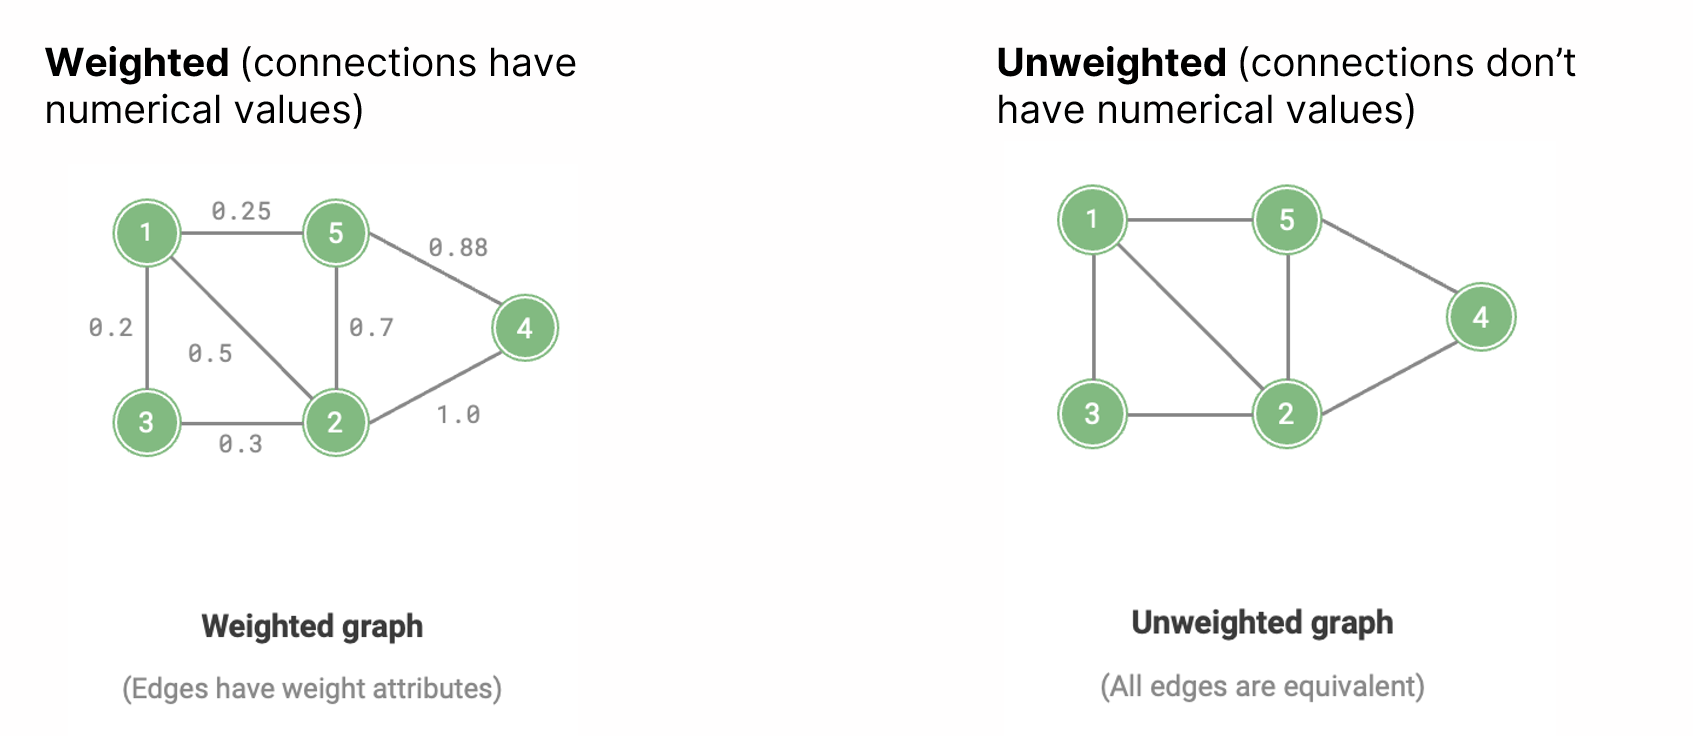 Weighted (connections have
numerical values)
1
0.25
5
0.88
0.2
0.5
0.7
4
3
0.3
2
1.0
Weighted graph
(Edges have weight attributes)
Unweighted (connections don’t
have numerical values)
1
5
4
3
2
Unweighted graph
(All edges are equivalent)